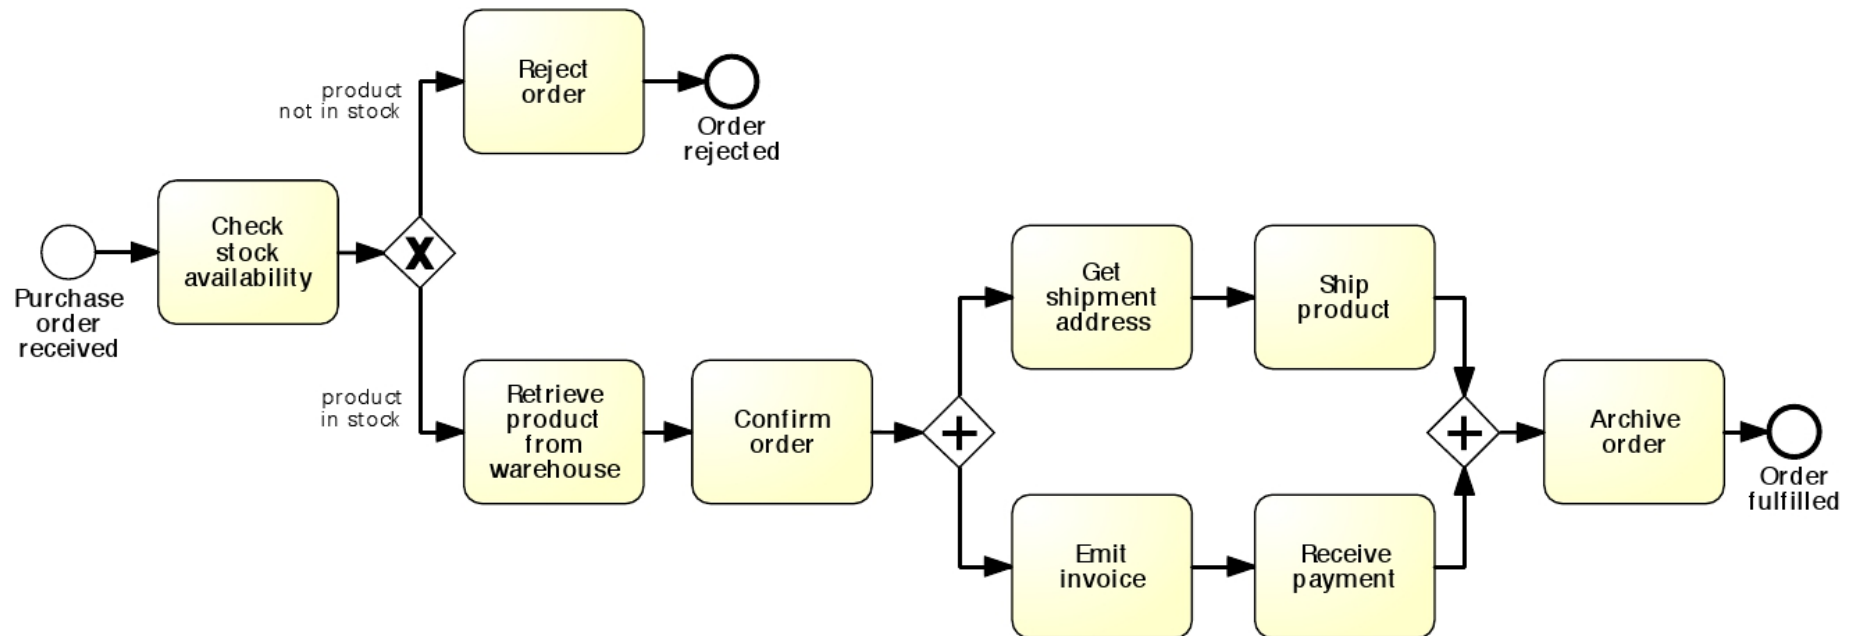 Reject
order
product
not in stock
Order
rejected
Check
stock
availability
X
Purchase
order
received
Get
shipment
address
Ship
product
product
in stock
Retrieve
product
from
warehouse
Confirm
order
+
+
Archive
order
Order
fulfilled
Emit
invoice
Receive
payment